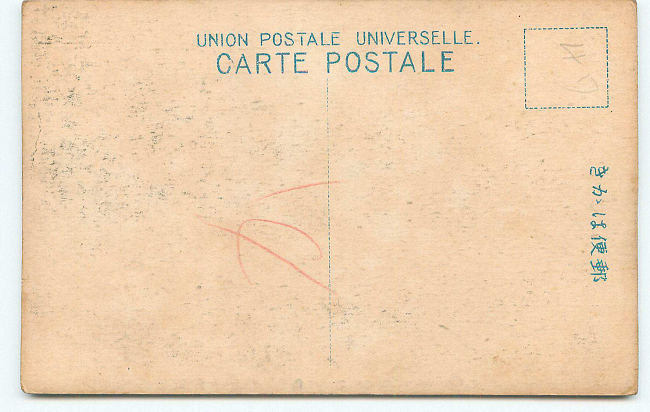 UNION POSTALE UNIVERSELLE.
CARTE POSTALE
郵便はがき